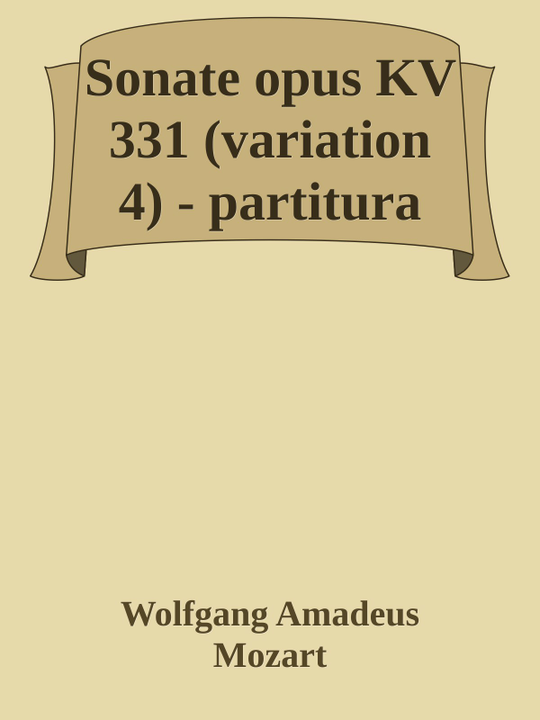 Sonate opus KV
331 (variation
4) - partitura
Wolfgang Amadeus
Mozart